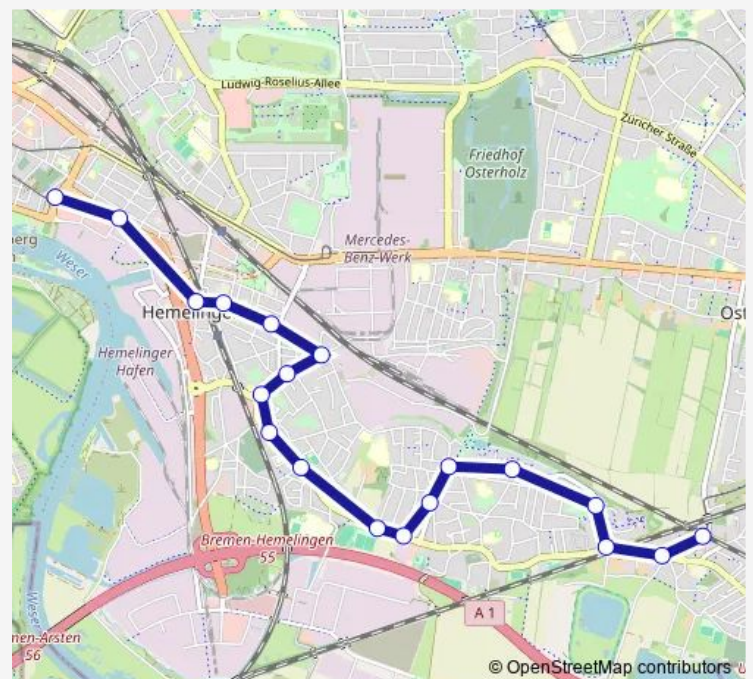 Ludwig-Roselius-Allee
Züricher Straße
Friedhof
Osterholz
Mercedes-
Benz-Werk
erg
Weser
Hemelinge
Ost
Hemelinger
Hafen
Bremen-Hemelingen
55
A 1
Weser
men-Arsten
56
© OpenStreetMap contributors